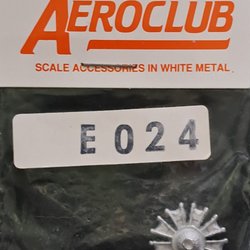 AEROCLUB
SCALE ACCESSORIES IN WHITE METAL
E024